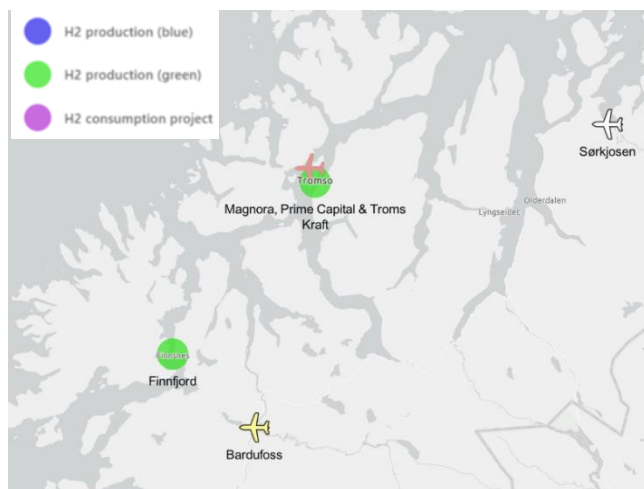 H2 production (blue)
H2 production (green)
H2 consumption project
Sørkjosen
Tromsø
Magnora, Prime Capital & Troms
Kraft
Lyngseidet
Olderdalen
Finnsnes
Finnfjord
Bardufoss